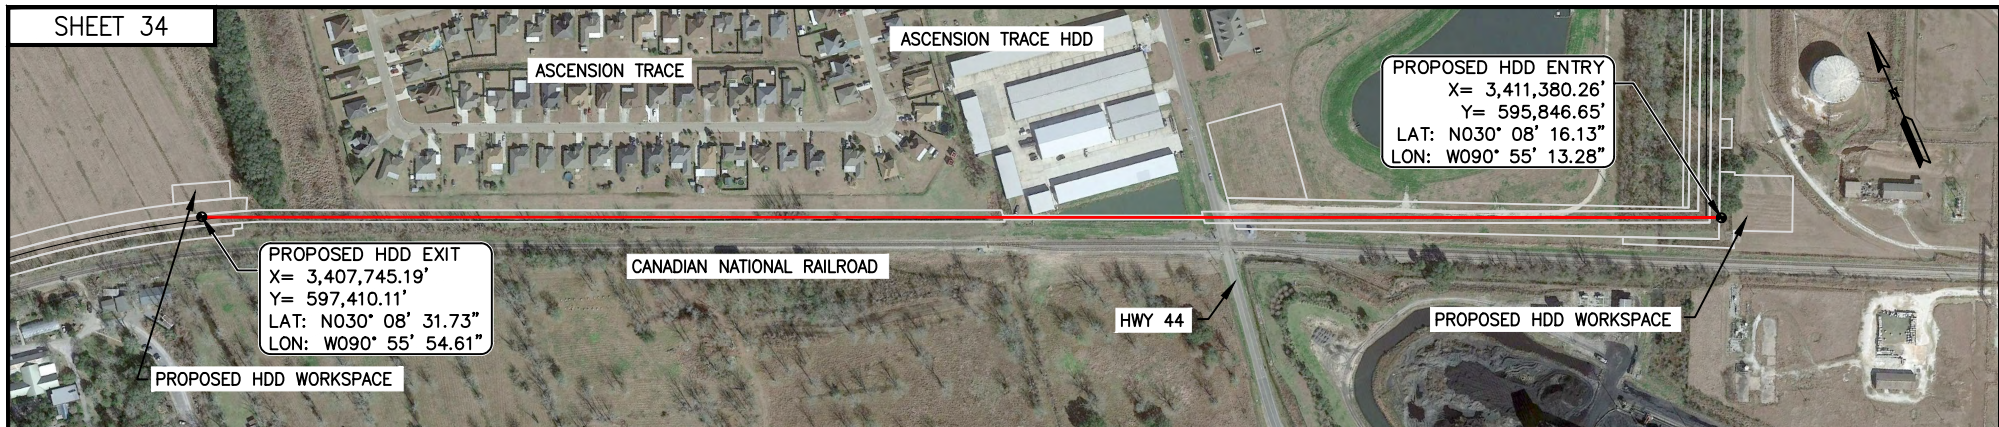 SHEET 34
ASCENSION TRACE
ASCENSION TRACE HDD
PROPOSED HDD ENTRY
X= 3,411,380.26'
Y= 595,846.65'
LAT: N030° 08' 16.13"
LON: W090° 55' 13.28"
PROPOSED HDD EXIT
X= 3,407,745.19'
Y= 597,410.11'
LAT: N030° 08' 31.73"
LON: W090° 55' 54.61"
CANADIAN NATIONAL RAILROAD
HWY 44
PROPOSED HDD WORKSPACE
PROPOSED HDD WORKSPACE
N